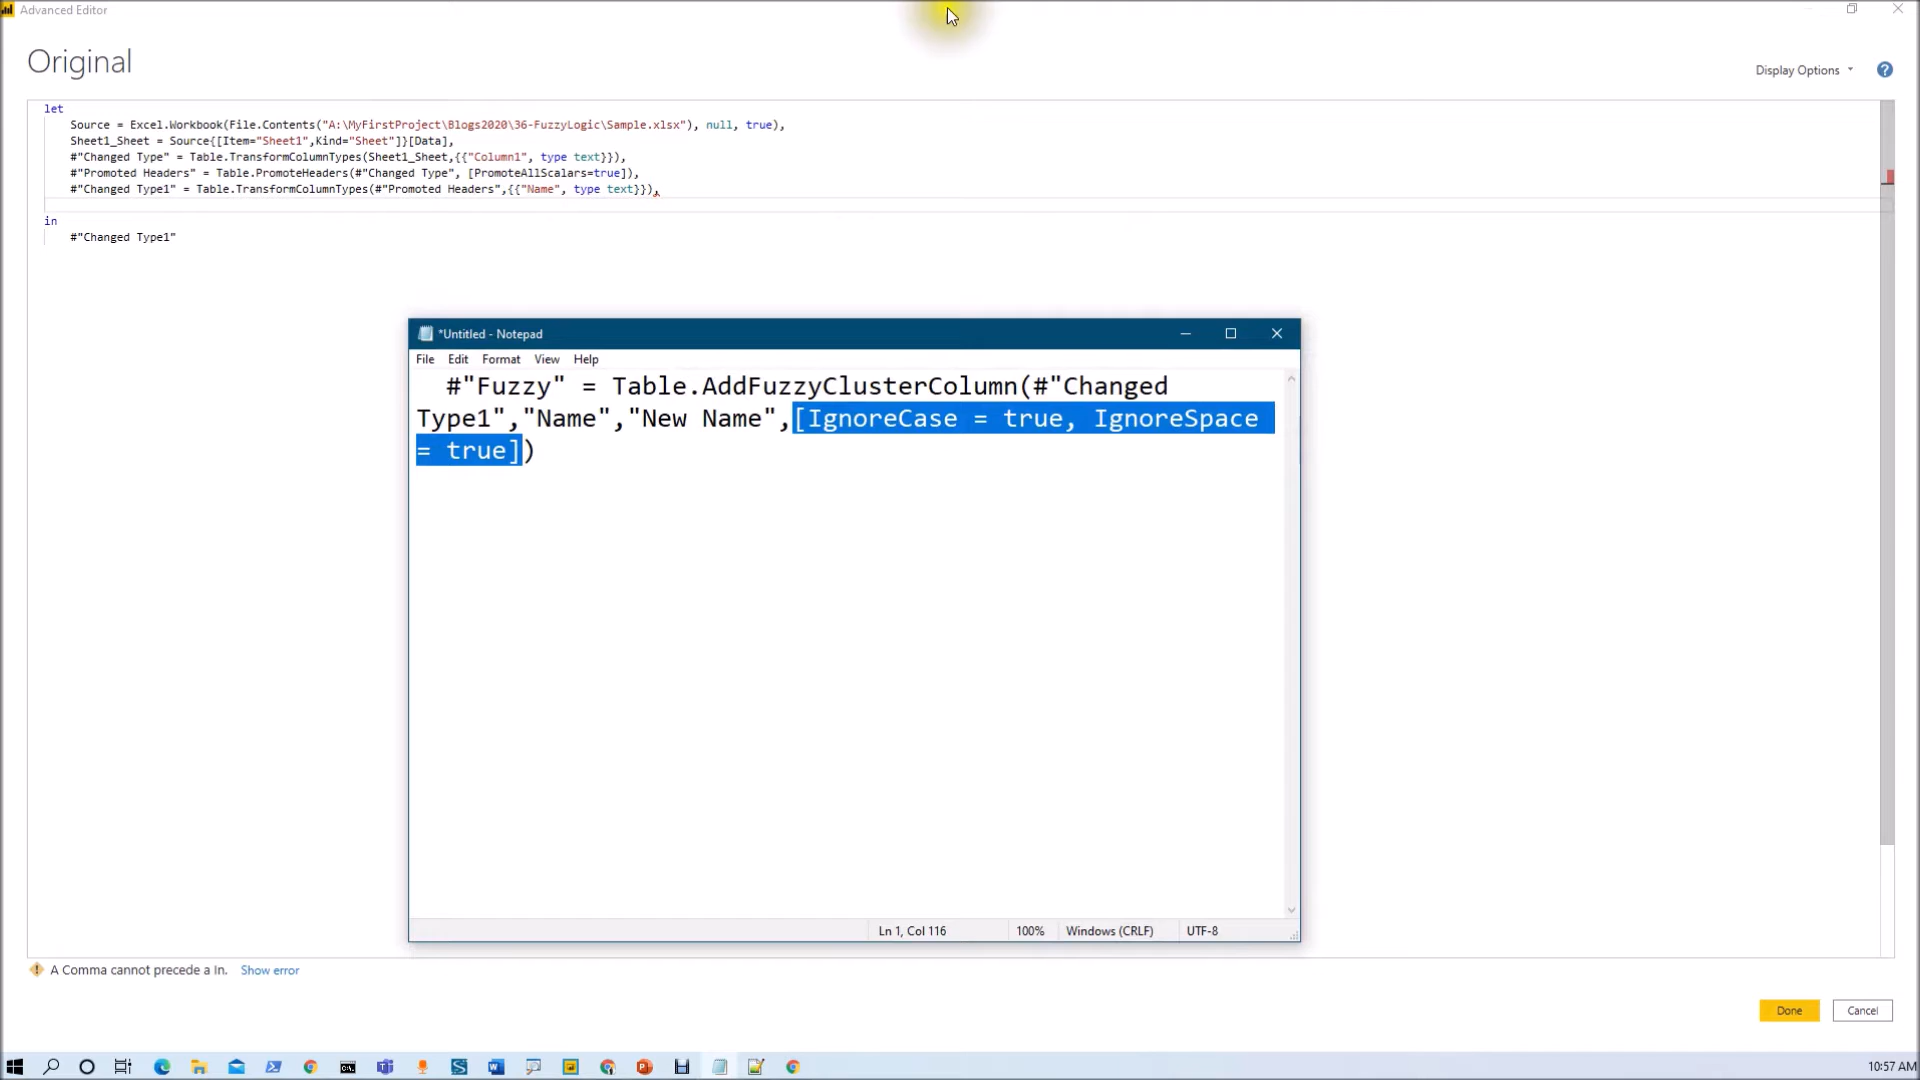 Advanced Editor
Original
Display Options
?
let
Source = Excel.Workbook(File.Contents("A:\MyFirstProject\Blogs2020\36-FuzzyLogic\Sample.xlsx"), null, true),
Sheet1_Sheet = Source{[Item="Sheet1",Kind="Sheet"]}[Data],
#"Changed Type" = Table.TransformColumnTypes(Sheet1_Sheet,{{"Column1", type text}}),
#"Promoted Headers" = Table.PromoteHeaders(#"Changed Type", [PromoteAllScalars=true]),
#"Changed Type1" = Table.TransformColumnTypes(#"Promoted Headers",{{"Name", type text}}),
in
#"Changed Type1"
*Untitled - Notepad
File Edit Format View Help
#"Fuzzy" = Table.AddFuzzyClusterColumn(#"Changed
Type1","Name","New Name",[IgnoreCase = true, IgnoreSpace
= true])
Ln 1, Col 116 100% Windows (CRLF) UTF-8
A Comma cannot precede a In. Show error
Done Cancel
10:57 AM